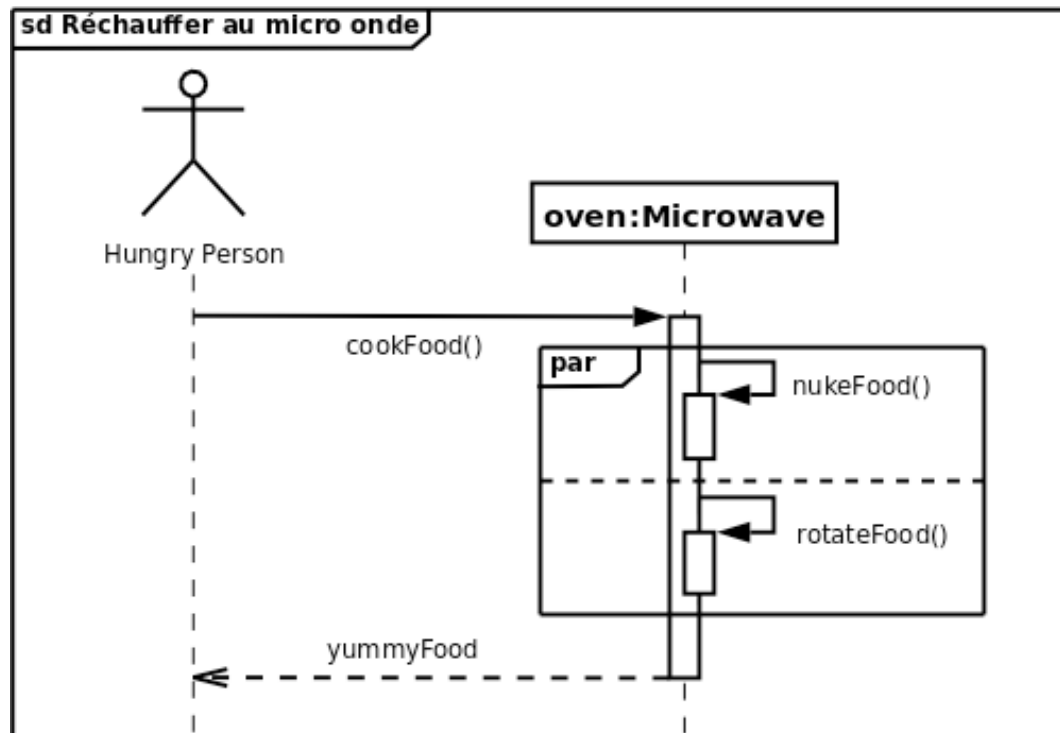 sd Réchauffer au micro onde
Hungry Person
oven:Microwave
cookFood()
par
nukeFood()
rotateFood()
yummyFood